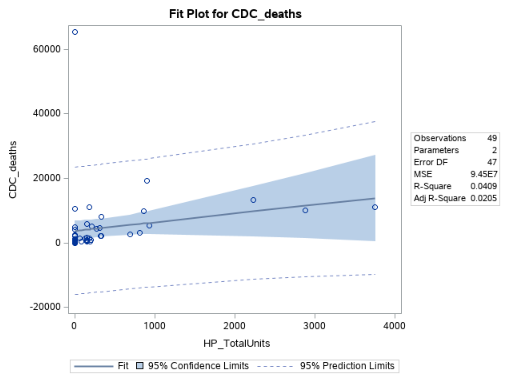 Fit Plot for CDC_deaths
60000
40000
20000
0
-20000
CDC_deaths
0 1000 2000 3000 4000
HP_TotalUnits
Observations 49
Parameters 2
Error DF 47
MSE 9.45E7
R-Square 0.0409
Adj R-Square 0.0205
Fit 95% Confidence Limits 95% Prediction Limits